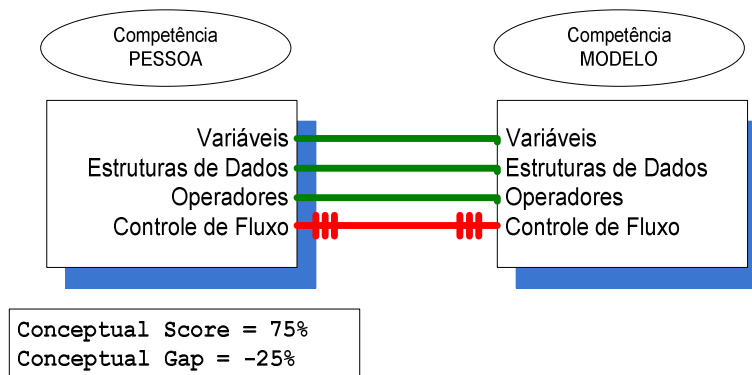 Competência
PESSOA
Competência
MODELO
Variáveis
Estruturas de Dados
Operadores
Controle de Fluxo
Variáveis
Estruturas de Dados
Operadores
Controle de Fluxo
Conceptual Score = 75%
Conceptual Gap = -25%